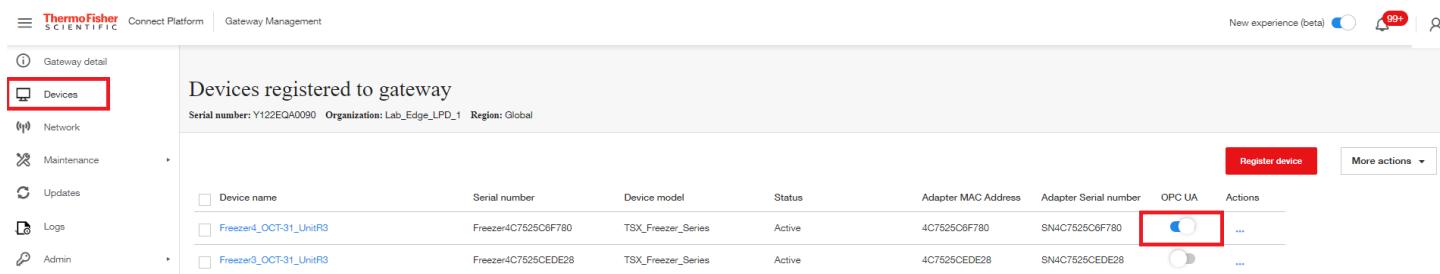 ThermoFisher
SCIENTIFIC
Connect Platform
Gateway Management
New experience (beta)
99+
Gateway detail
Devices
Network
Maintenance
Updates
Logs
Admin
Devices registered to gateway
Serial number: Y122EQA0090 Organization: Lab_Edge_LPD_1 Region: Global
Register device
More actions
Device name Serial number Device model Status Adapter MAC Address Adapter Serial number OPC UA Actions
Freezer4_OCT-31_UnitR3 Freezer4C7525C6F780 TSX_Freezer_Series Active 4C7525C6F780 SN4C7525C6F780 ...
Freezer3_OCT-31_UnitR3 Freezer4C7525CEDE28 TSX_Freezer_Series Active 4C7525CEDE28 SN4C7525CEDE28 ...